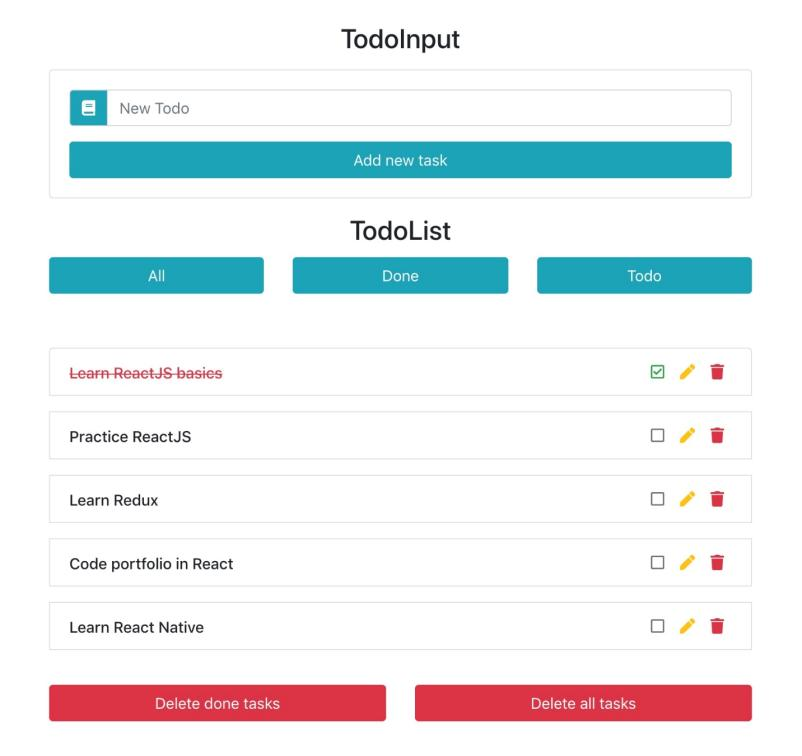 TodoInput
New Todo
Add new task
TodoList
All
Done
Todo
Learn ReactJS basics
Practice ReactJS
Learn Redux
Code portfolio in React
Learn React Native
Delete done tasks
Delete all tasks